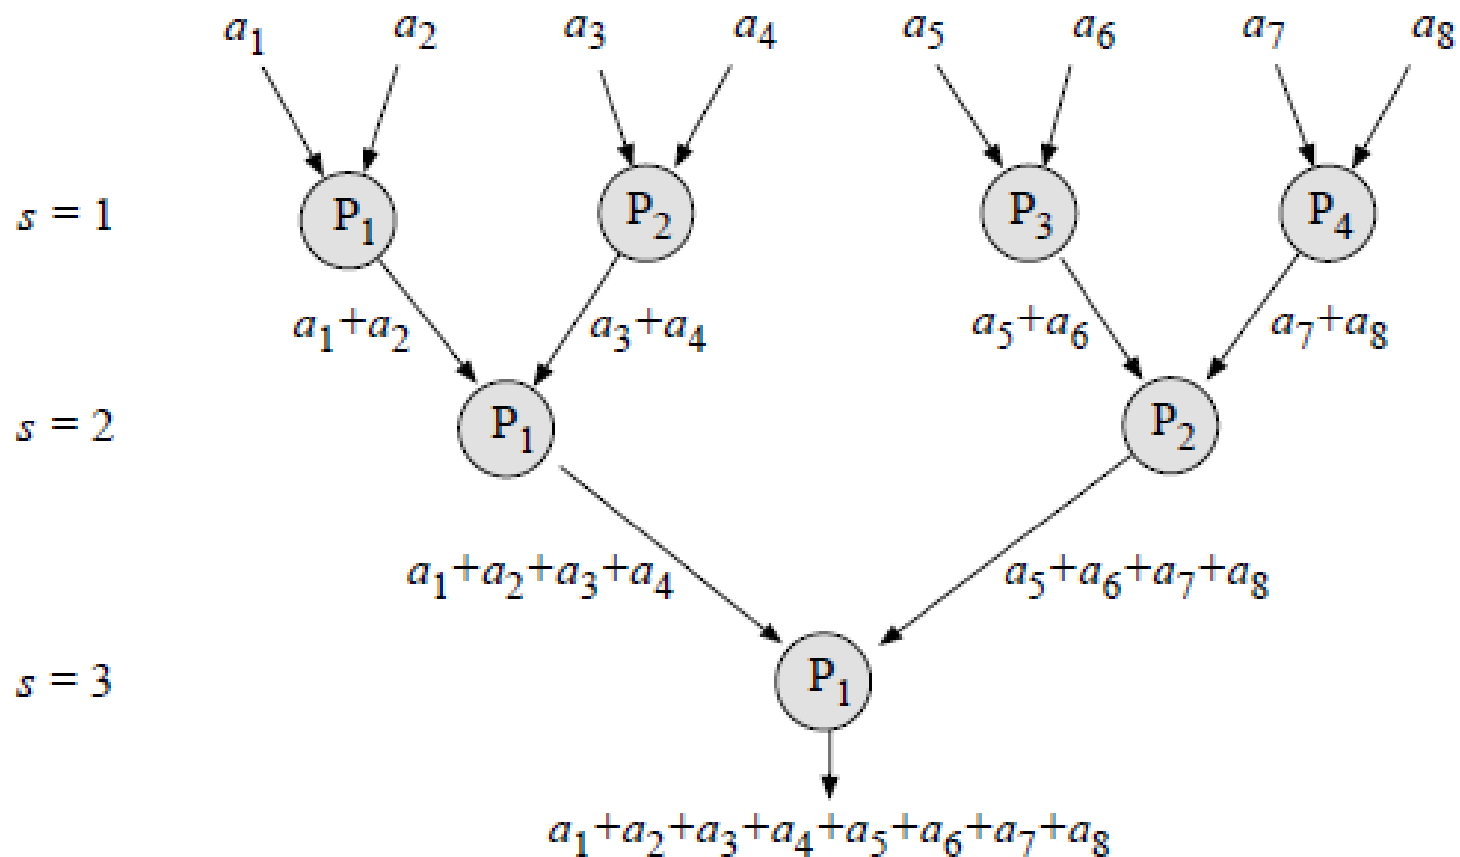 a₁ a₂ a₃ a₄ a₅ a₆ a₇ a₈
s = 1 P₁ P₂ P₃ P₄
a₁+a₂ a₃+a₄ a₅+a₆ a₇+a₈
s = 2 P₁ P₂
a₁+a₂+a₃+a₄ a₅+a₆+a₇+a₈
s = 3 P₁
a₁+a₂+a₃+a₄+a₅+a₆+a₇+a₈